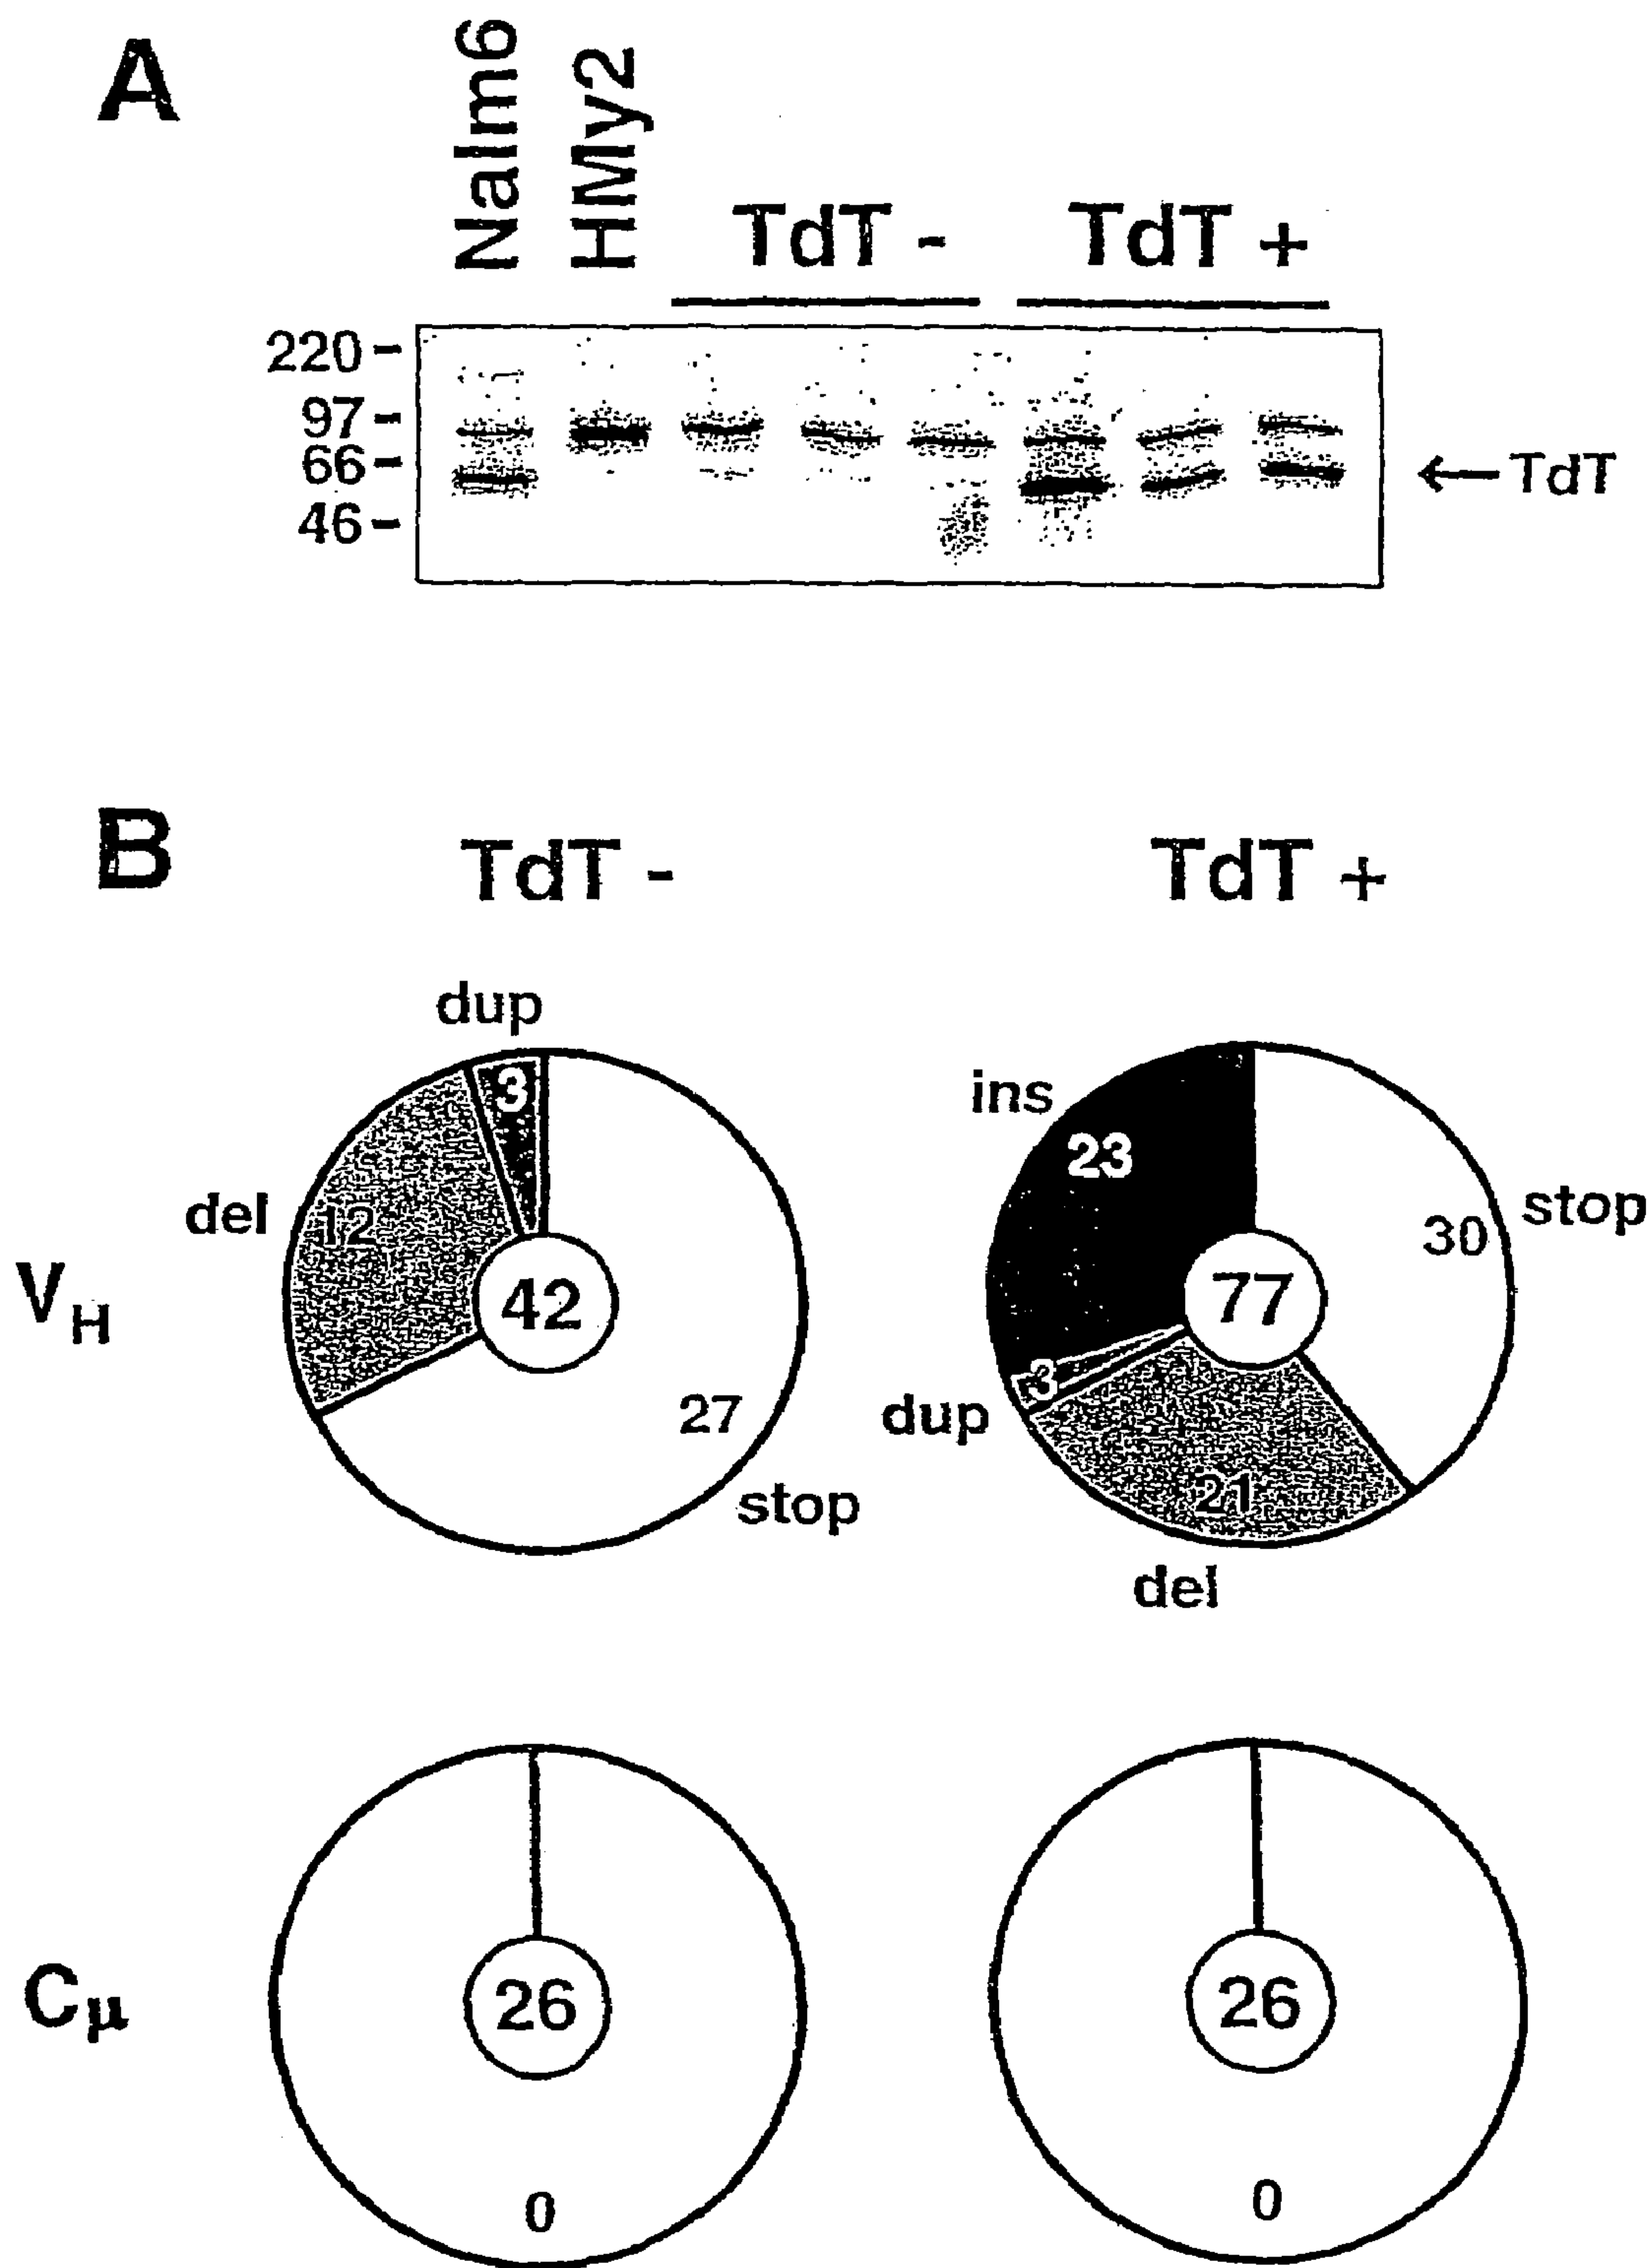 A
Nalm6
HMy2
TdT -
TdT +
220
97
66
46
←TdT
B
TdT -
TdT +
dup
3
del
12
42
27
stop
ins
23
30
stop
77
3
dup
21
del
VH
Cμ
26
0
26
0